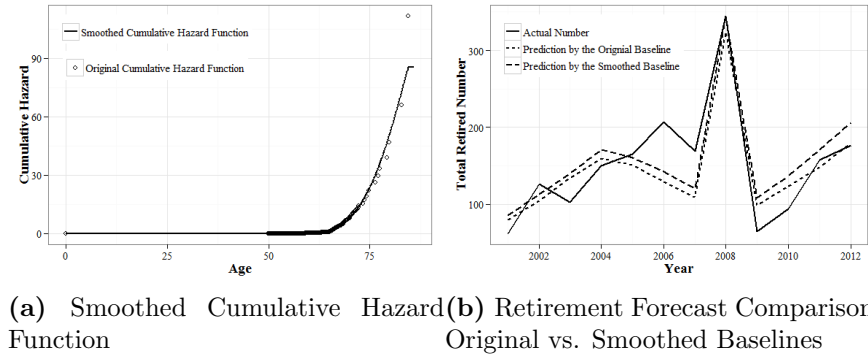 Smoothed Cumulative Hazard Function
Original Cumulative Hazard Function
Cumulative Hazard
90
60
30
0
0
25
50
75
Age
Actual Number
Prediction by the Orignial Baseline
Prediction by the Smoothed Baseline
Total Retired Number
300
200
100
2002
2004
2006
2008
2010
2012
Year
(a) Smoothed Cumulative Hazard
Function
(b) Retirement Forecast Comparison
Original vs. Smoothed Baselines